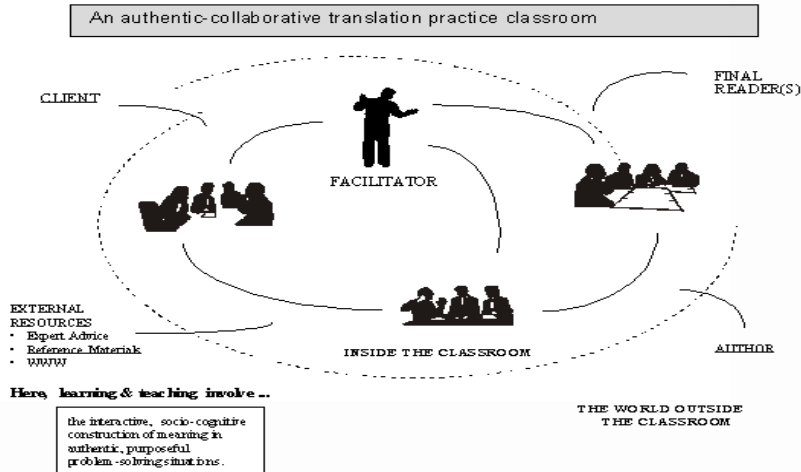 An authentic-collaborative translation practice classroom
CLIENT
FINAL
READER(S)
FACILITATOR
EXTERNAL
RESOURCES
• Expert Advice
• Reference Materials
• WWW
INSIDE THE CLASSROOM
AUTHOR
Here, learning & teaching involve ...
the interactive, socio-cognitive
construction of meaning in
authentic, purposeful
problem-solving situations.
THE WORLD OUTSIDE
THE CLASSROOM